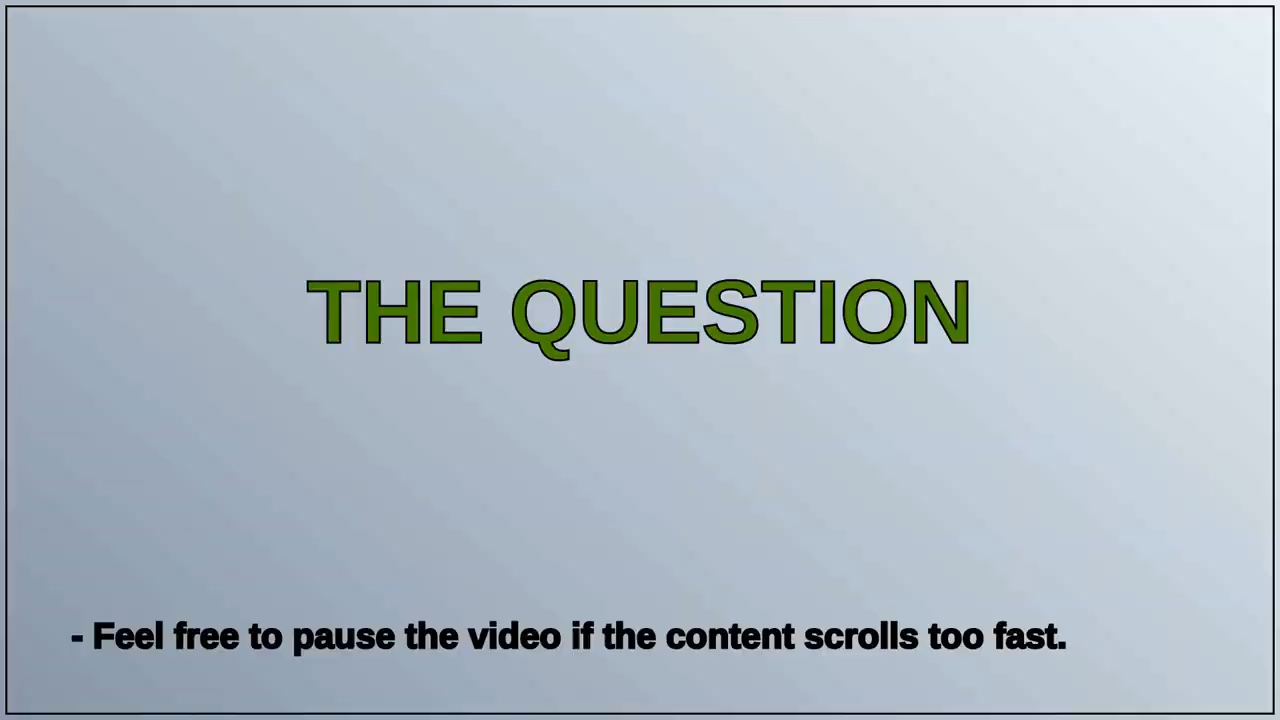 THE QUESTION
- Feel free to pause the video if the content scrolls too fast.